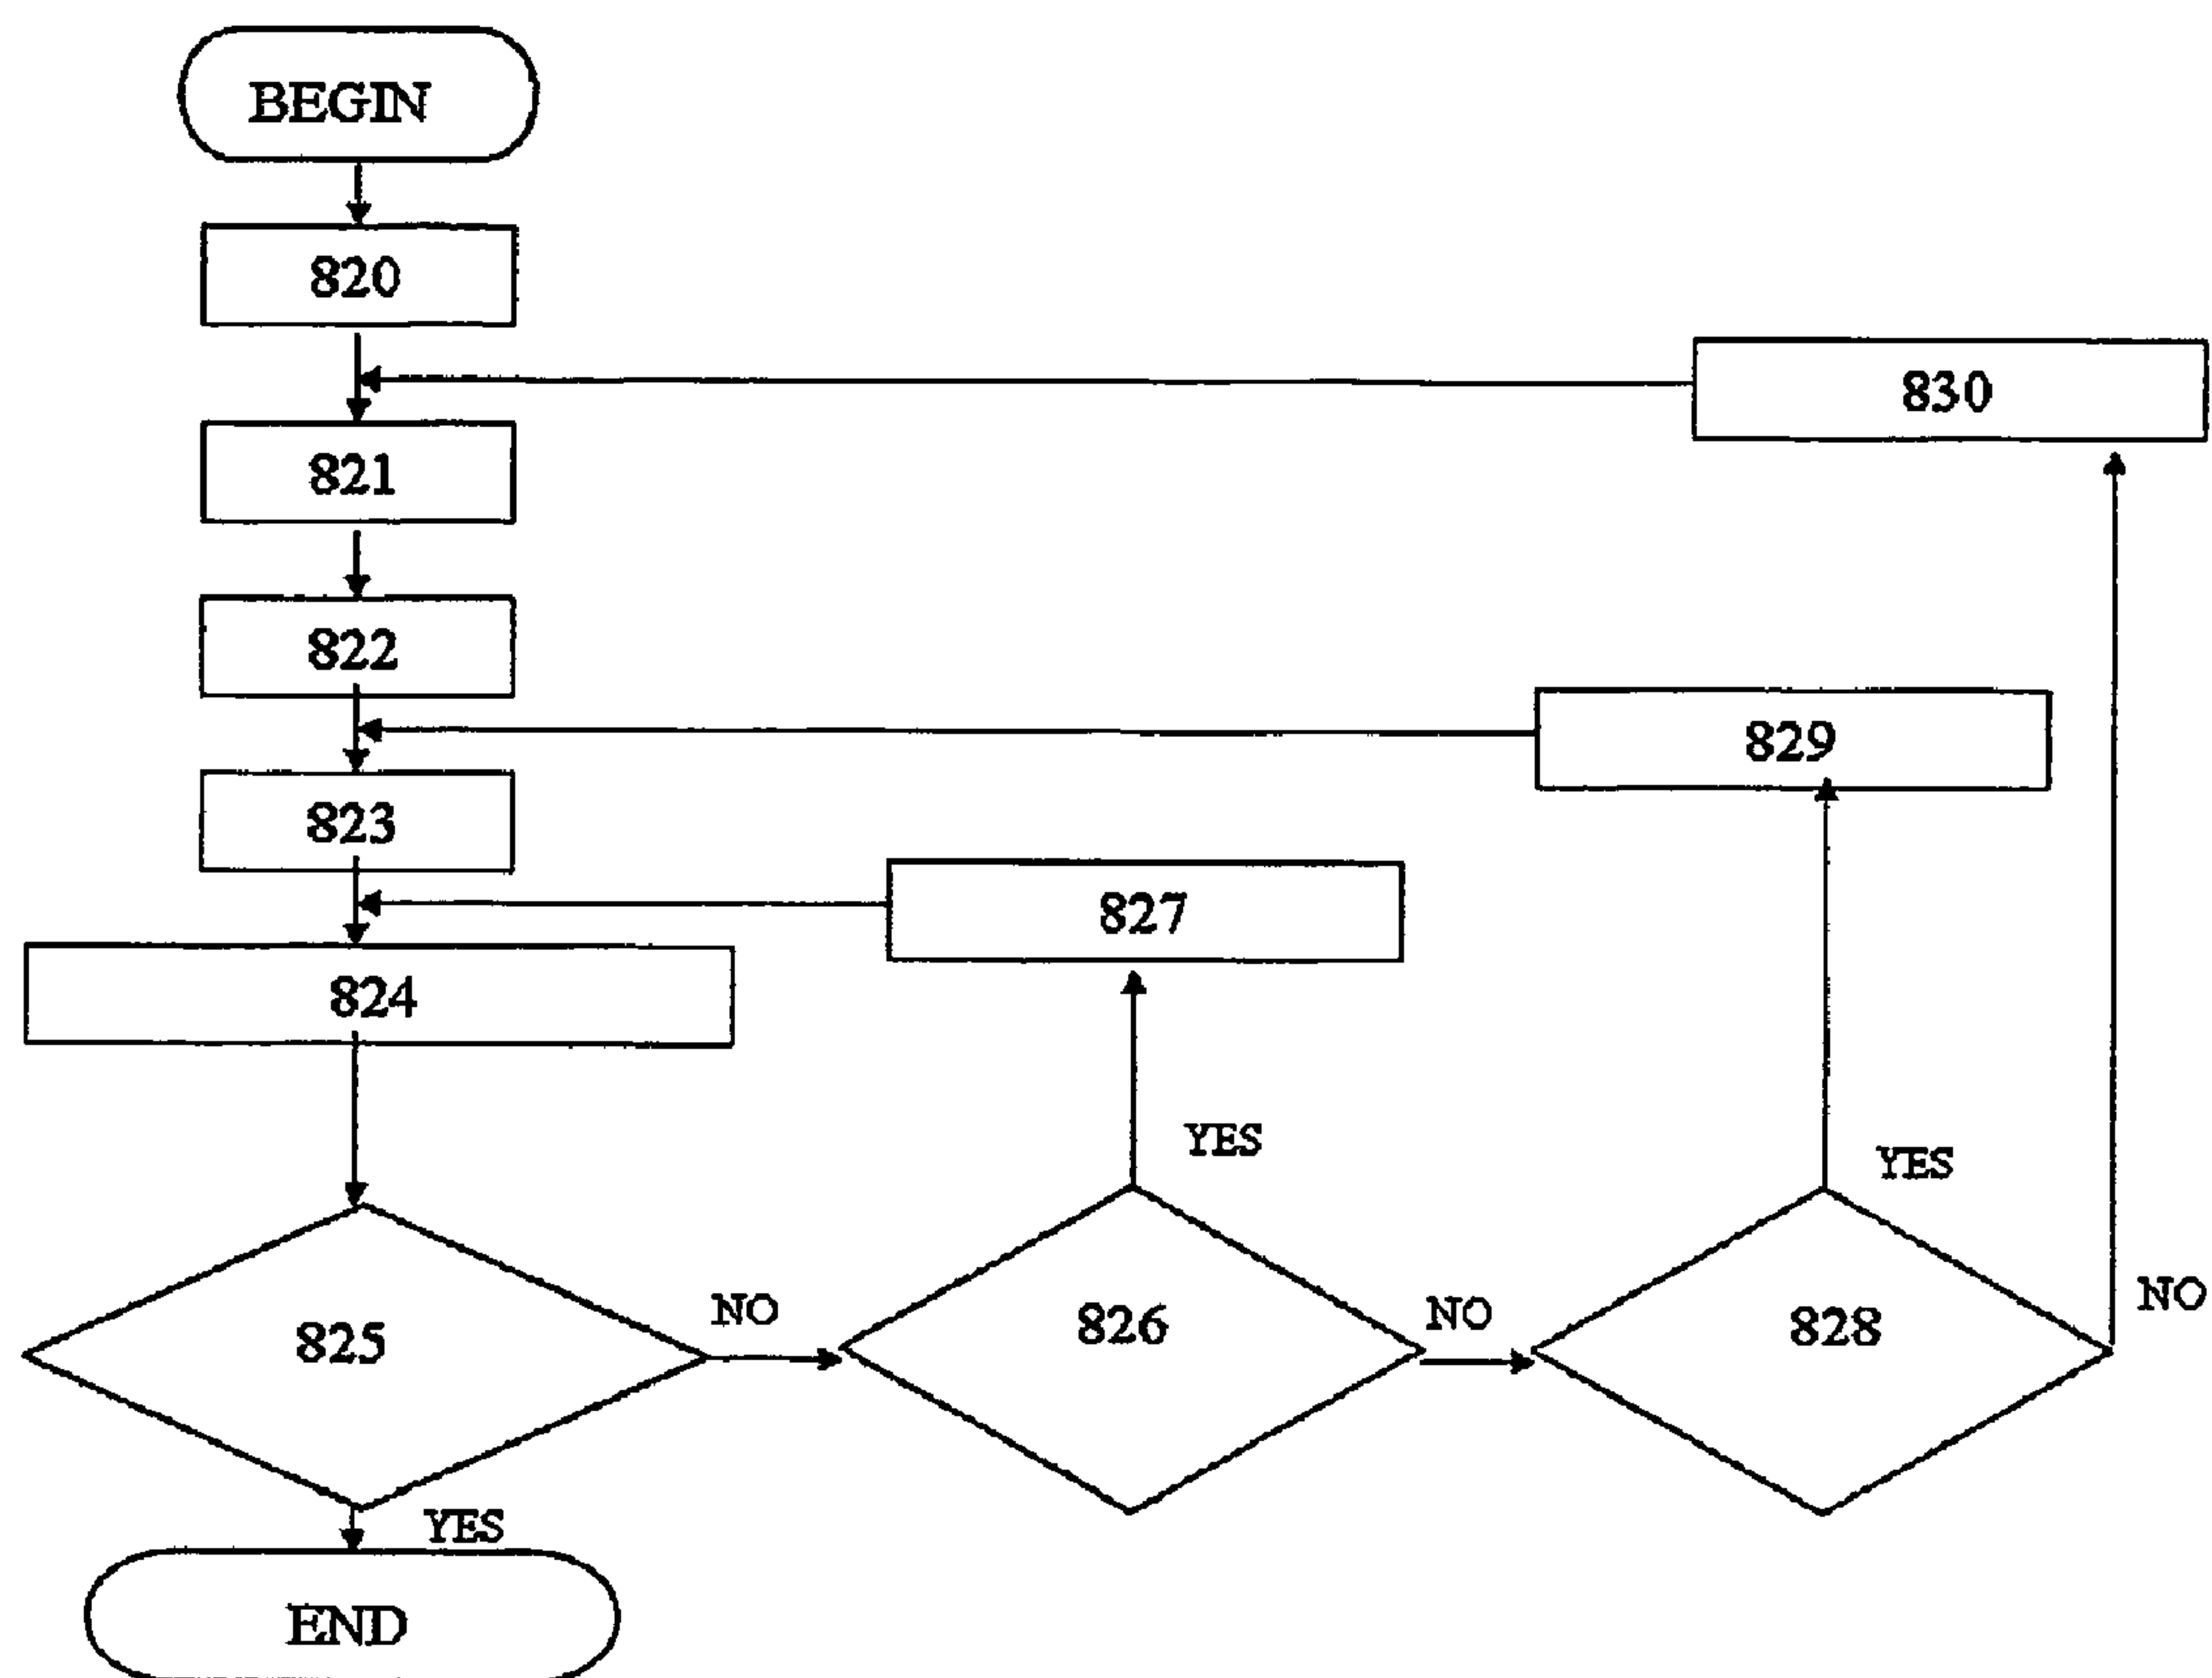 BEGIN
820
830
821
822
829
823
827
824
YES
YES
NO
NO
NO
826
828
825
YES
END